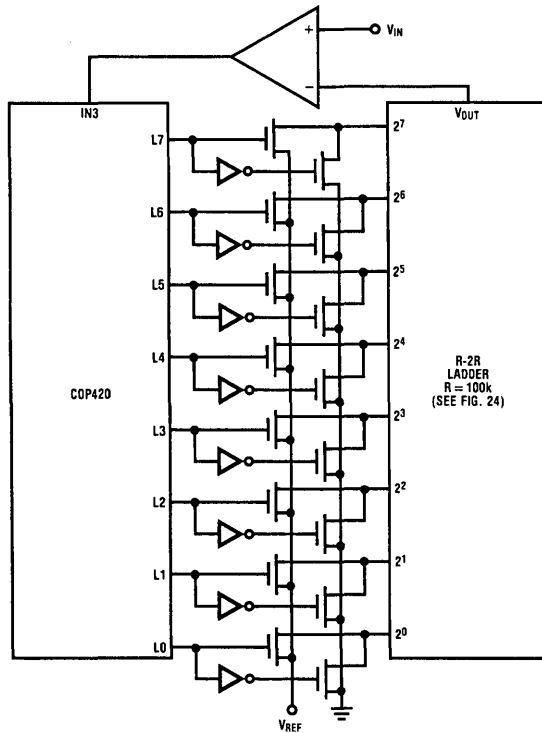 +
V_IN
−
IN3
V_OUT
L7
2^7
L6
2^6
L5
2^5
L4
2^4
COP420
R-2R
LADDER
R = 100k
(SEE FIG. 24)
L3
2^3
L2
2^2
L1
2^1
L0
2^0
V_REF